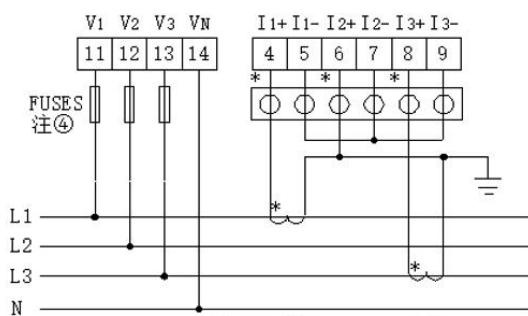 V1 V2 V3 VN I1+ I1- I2+ I2- I3+ I3-
11 12 13 14 4 5 6 7 8 9
* * *
FUSES
注④
*
L1
L2
*
L3
N